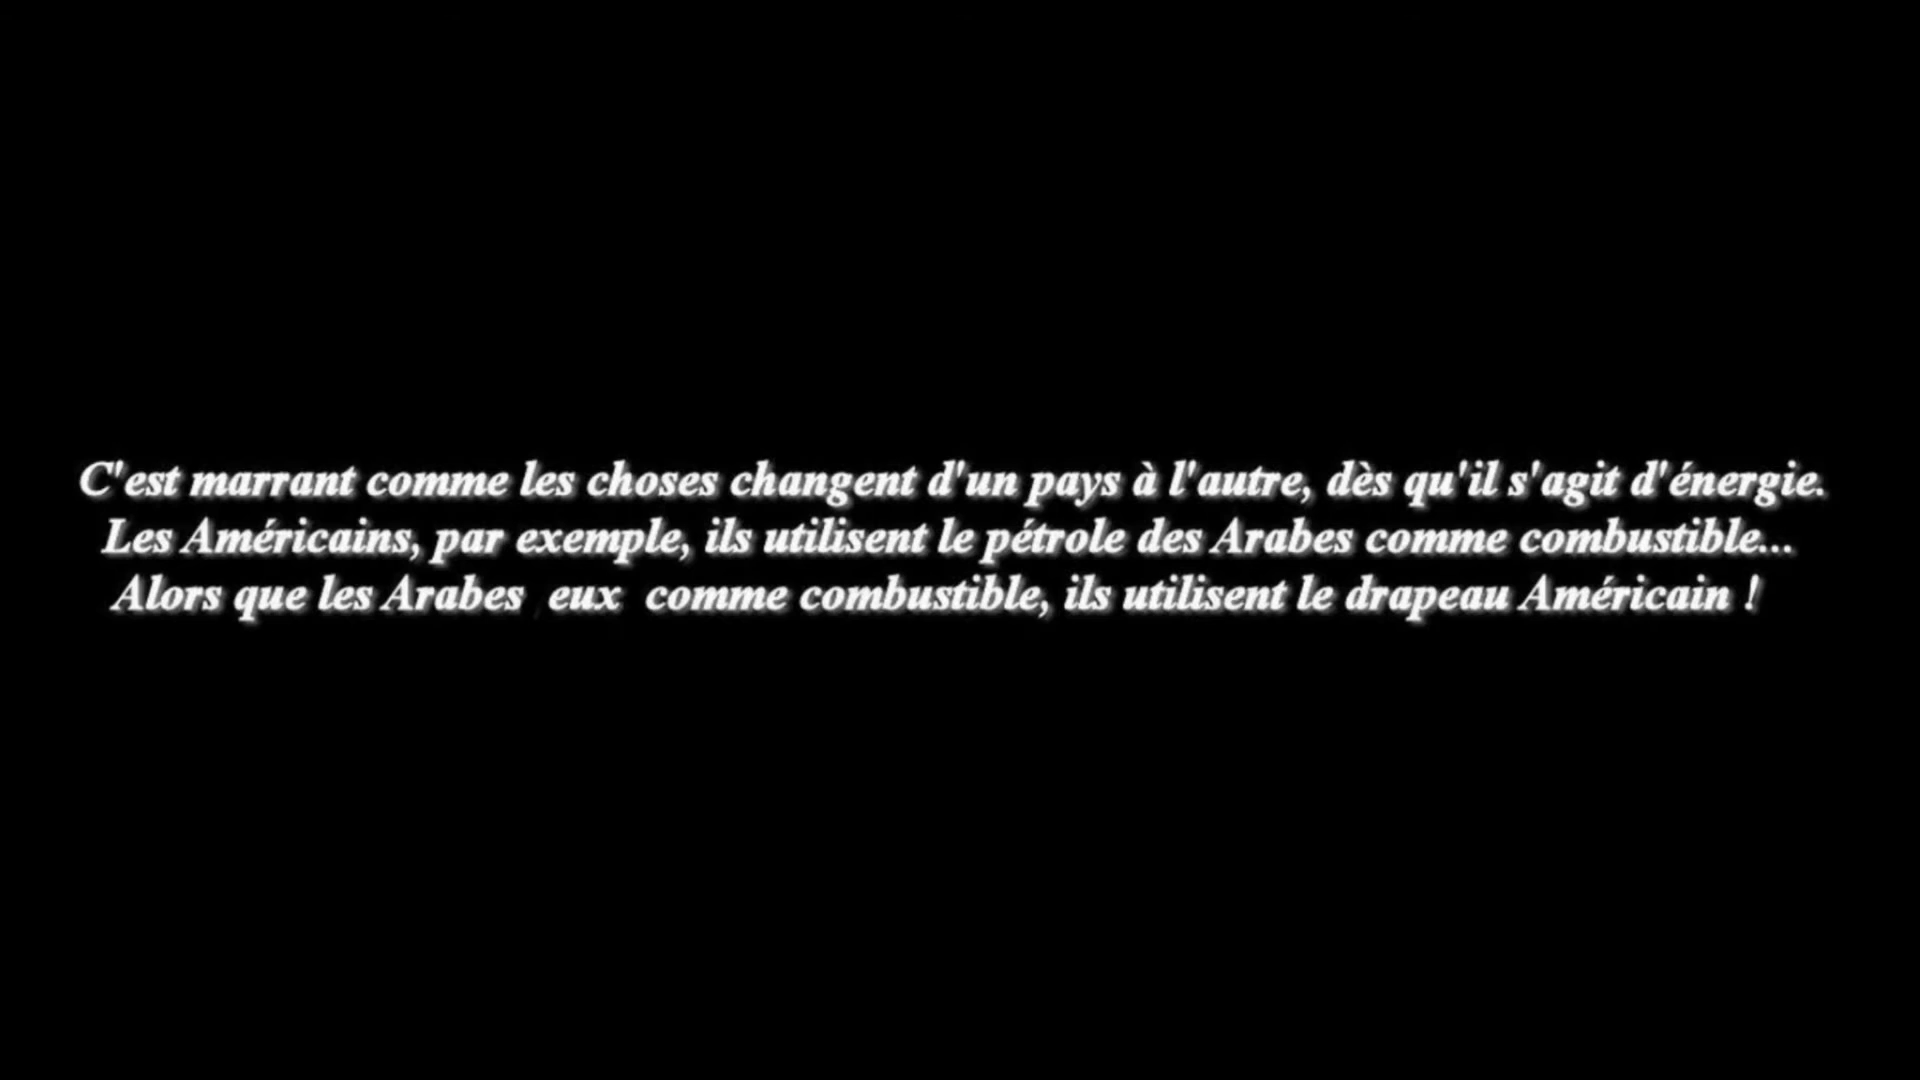 C'est marrant comme les choses changent d'un pays à l'autre, dès qu'il s'agit d'énergie.
Les Américains, par exemple, ils utilisent le pétrole des Arabes comme combustible...
Alors que les Arabes eux comme combustible, ils utilisent le drapeau Américain !